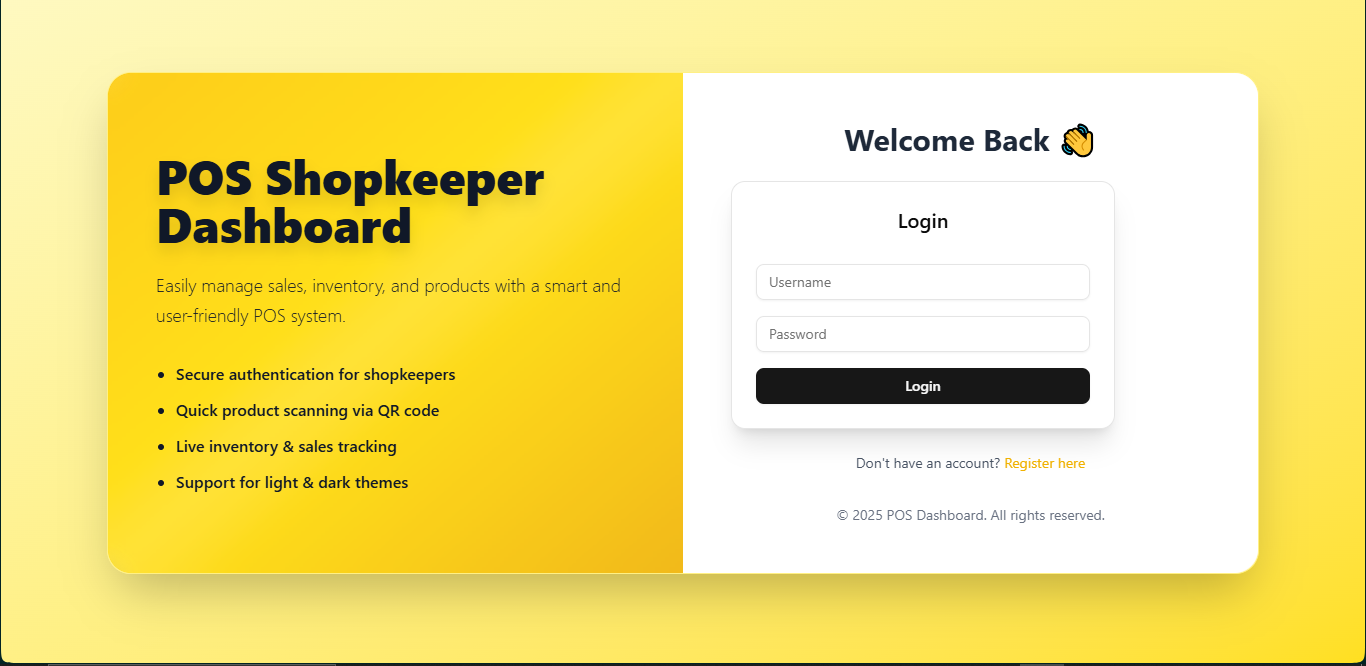 POS Shopkeeper
Dashboard
Easily manage sales, inventory, and products with a smart and
user-friendly POS system.
• Secure authentication for shopkeepers
• Quick product scanning via QR code
• Live inventory & sales tracking
• Support for light & dark themes
Welcome Back 👋
Login
Username
Password
Login
Don't have an account? Register here
© 2025 POS Dashboard. All rights reserved.